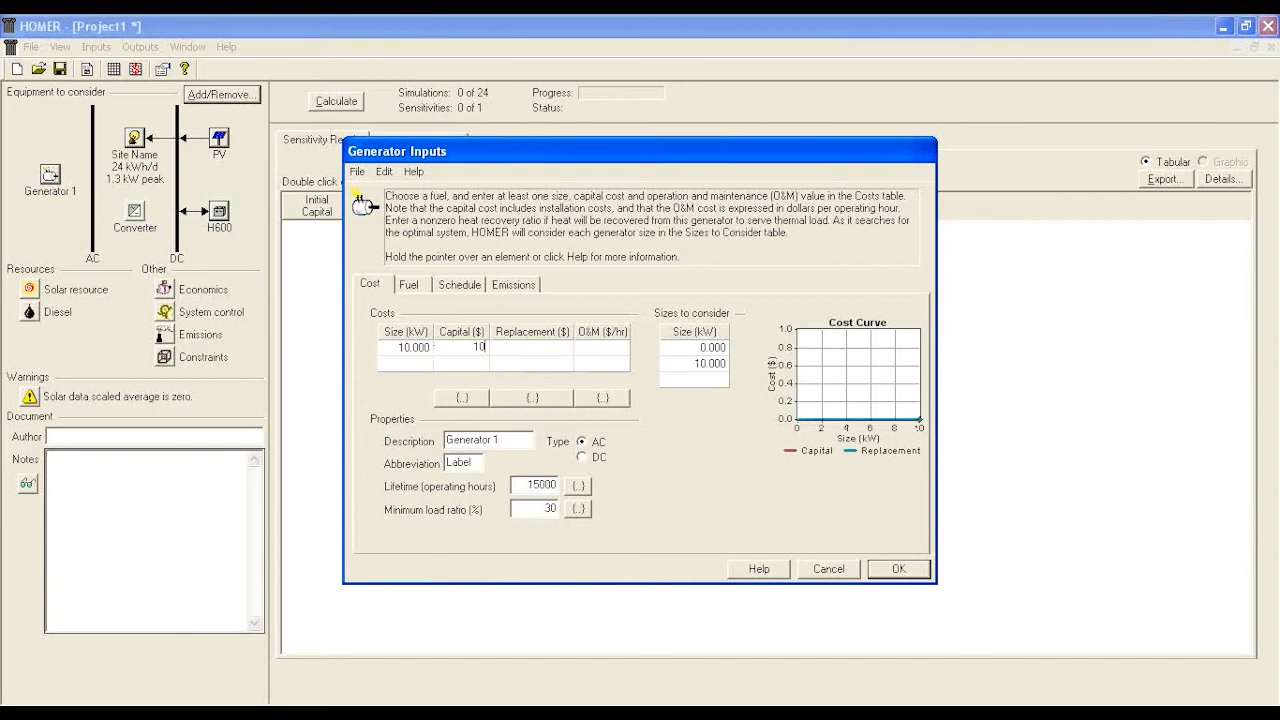 HOMER - [Project1 *]
File View Inputs Outputs Window Help
Equipment to consider
Add/Remove...
Calculate
Simulations: 0 of 24
Sensitivities: 0 of 1
Progress:
Status:
Generator 1
Site Name
24 kWh/d
1.3 kW peak
PV
Converter
H600
AC
DC
Resources
Other
Solar resource
Economics
Diesel
System control
Emissions
Constraints
Warnings
Solar data scaled average is zero.
Document
Author
Notes
Sensitivity
Tabular
Graphic
Double click
Export...
Details...
Initial
Capital
Generator Inputs
File Edit Help
Choose a fuel, and enter at least one size, capital cost and operation and maintenance (O&M) value in the Costs table.
Note that the capital cost includes installation costs, and that the O&M cost is expressed in dollars per operating hour.
Enter a nonzero heat recovery ratio if heat will be recovered from this generator to serve thermal load. As it searches for
the optimal system, HOMER will consider each generator size in the Sizes to Consider table.
Hold the pointer over an element or click Help for more information.
Cost Fuel Schedule Emissions
Costs
Size (kW) Capital ($) Replacement ($) O&M ($/hr)
10.000 10
{..} {..} {..}
Sizes to consider
Size (kW)
0.000
10.000
Cost Curve
Cost ($)
1.0
0.8
0.6
0.4
0.2
0.0
0 2 4 6 8 10
Size (kW)
Capital Replacement
Properties
Description Generator 1
Type AC
DC
Abbreviation Label
Lifetime (operating hours) 15000 {..}
Minimum load ratio (%) 30 {..}
Help Cancel OK